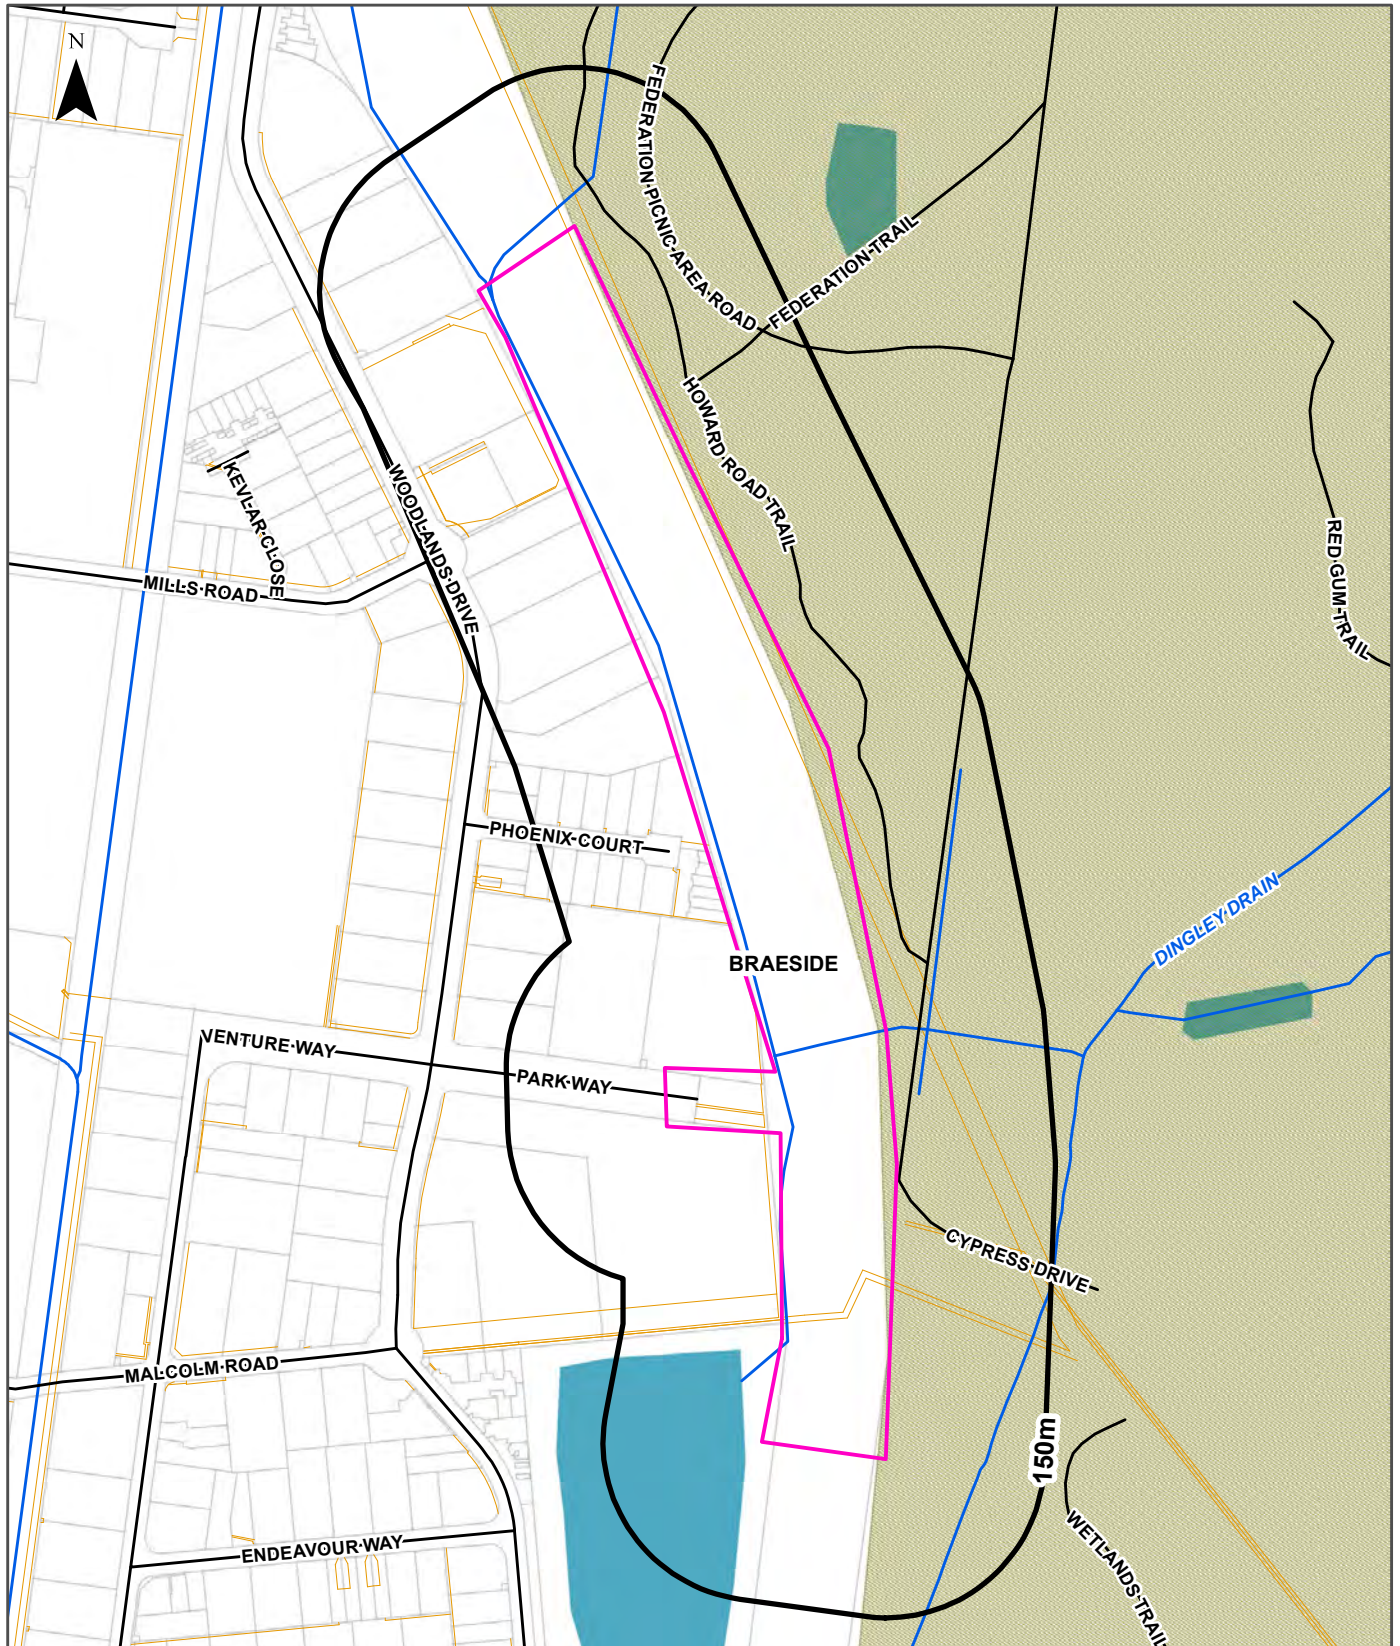 N
FEDERATION PICNIC AREA ROAD
FEDERATION TRAIL
HOWARD ROAD TRAIL
WOODLANDS DRIVE
KEVLAR CLOSE
RED GUM TRAIL
MILLS ROAD
PHOENIX COURT
DINGLEY DRAIN
BRAESIDE
VENTURE WAY
PARK WAY
CYPRESS DRIVE
MALCOLM ROAD
150m
WETLANDS TRAIL
ENDEAVOUR WAY